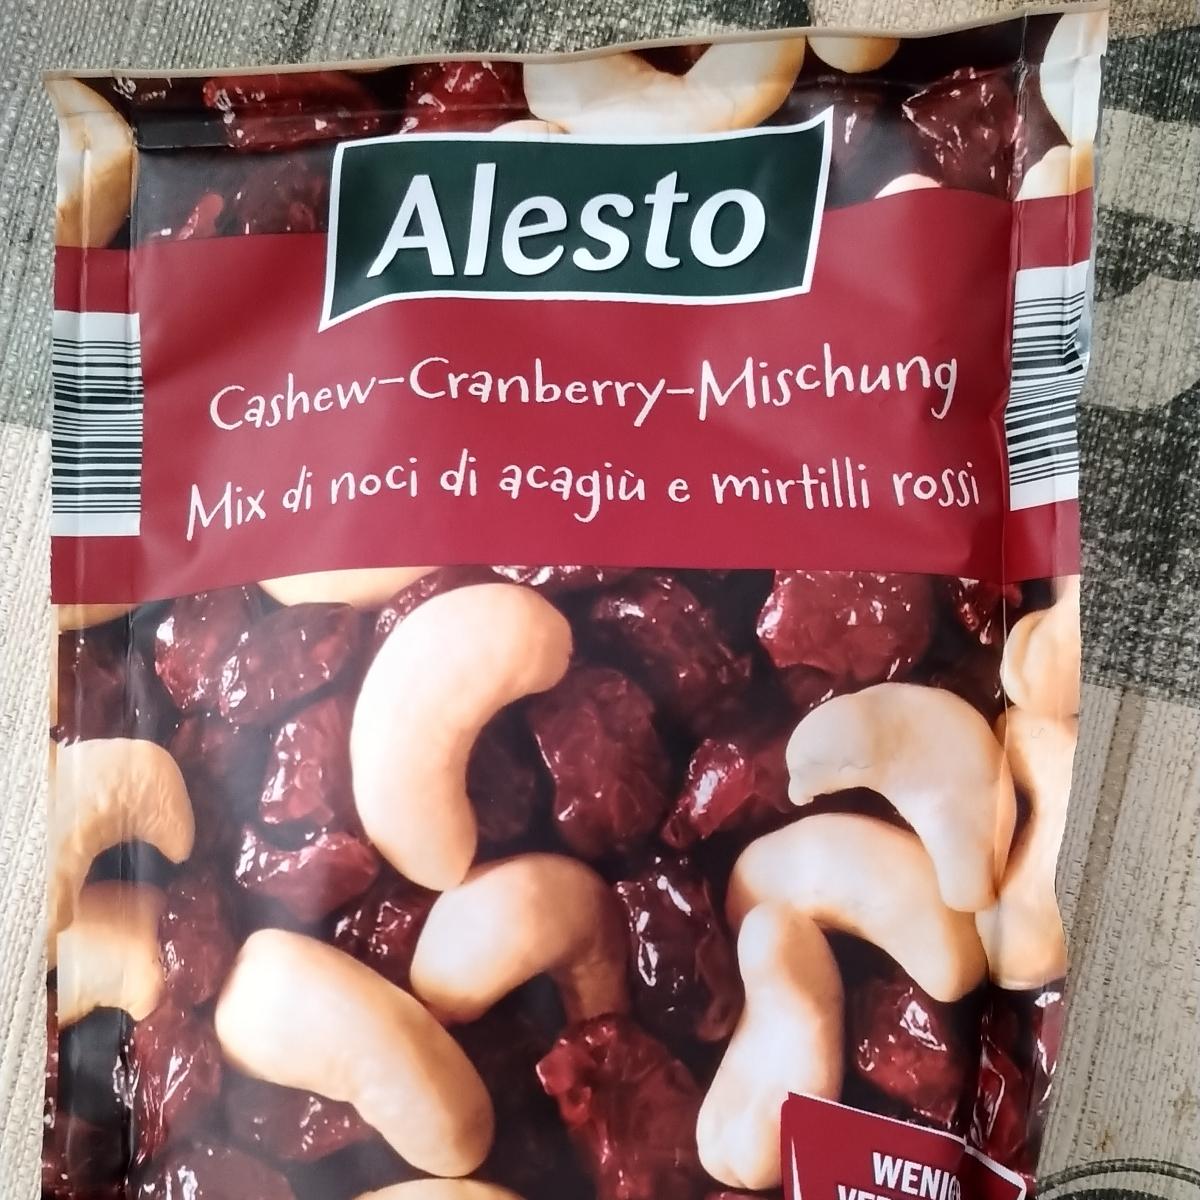 Alesto
Cashew-Cranberry-Mischung
Mix di noci di acagiù e mirtilli rossi